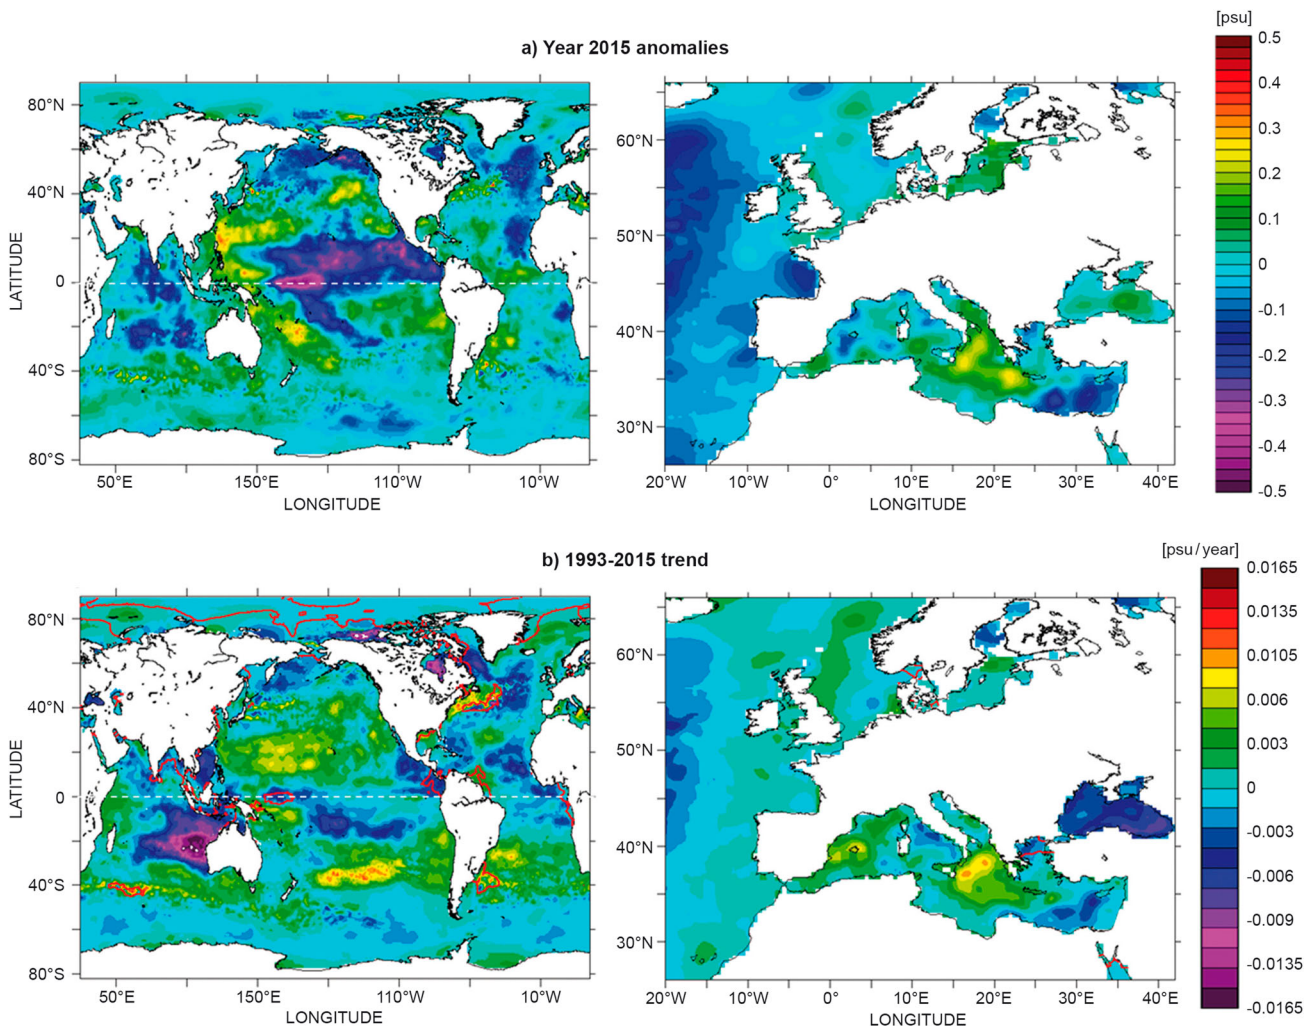 [psu]
a) Year 2015 anomalies
0.5
0.4
0.3
0.2
0.1
0
-0.1
-0.2
-0.3
-0.4
-0.5
LATITUDE
80°N
40°N
0
40°S
80°S
50°E 150°E 110°W 10°W
LONGITUDE
60°N
50°N
40°N
30°N
20°W 10°W 0° 10°E 20°E 30°E 40°E
LONGITUDE
b) 1993-2015 trend
[psu/year]
0.0165
0.0135
0.0105
0.006
0.003
0
-0.003
-0.006
-0.009
-0.0135
-0.0165
LATITUDE
80°N
40°N
0
40°S
80°S
50°E 150°E 110°W 10°W
LONGITUDE
60°N
50°N
40°N
30°N
20°W 10°W 0° 10°E 20°E 30°E 40°E
LONGITUDE